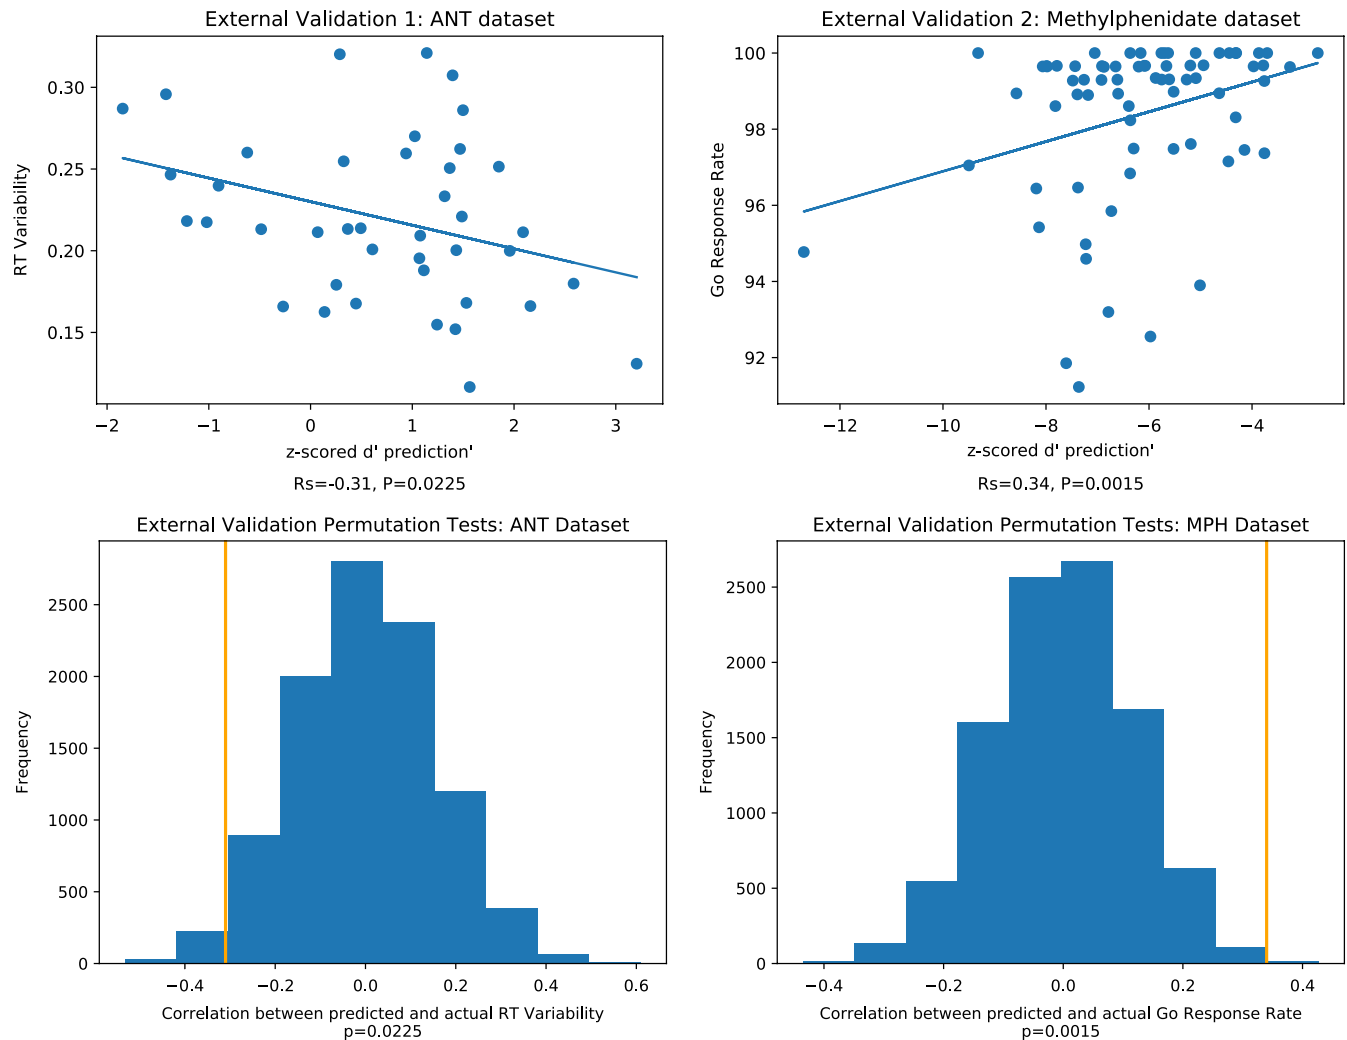 External Validation 1: ANT dataset
RT Variability
0.30
0.25
0.20
0.15
−2 −1 0 1 2 3
z-scored d' prediction'
Rs=-0.31, P=0.0225
External Validation 2: Methylphenidate dataset
Go Response Rate
100
98
96
94
92
−12 −10 −8 −6 −4
z-scored d' prediction'
Rs=0.34, P=0.0015
External Validation Permutation Tests: ANT Dataset
Frequency
2500
2000
1500
1000
500
0
−0.4 −0.2 0.0 0.2 0.4 0.6
Correlation between predicted and actual RT Variability
p=0.0225
External Validation Permutation Tests: MPH Dataset
Frequency
2500
2000
1500
1000
500
0
−0.4 −0.2 0.0 0.2 0.4
Correlation between predicted and actual Go Response Rate
p=0.0015